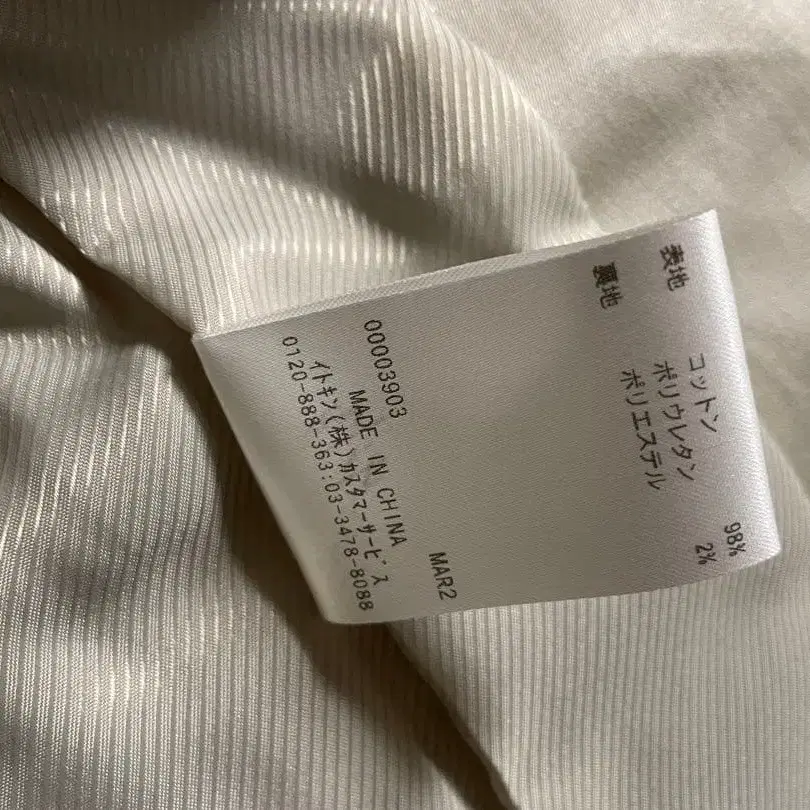 表地 コットン 98%
ポリウレタン 2%
裏地 ポリエステル
MAR2
00003903
MADE IN CHINA
イトキン(株)カスタマーサービス
0120-888-363:03-3478-8088